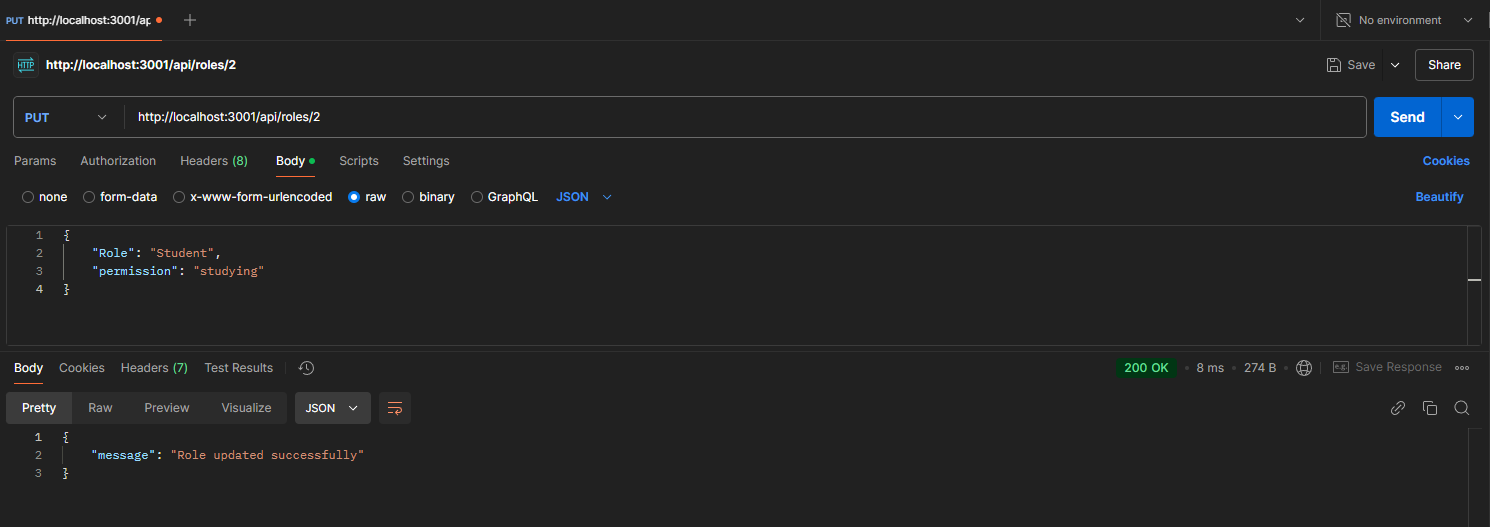 PUT http://localhost:3001/ap
No environment
HTTP http://localhost:3001/api/roles/2
Save
Share
PUT http://localhost:3001/api/roles/2
Send
Params Authorization Headers (8) Body Scripts Settings
Cookies
none form-data x-www-form-urlencoded raw binary GraphQL JSON
Beautify
1 {
2 "Role": "Student",
3 "permission": "studying"
4 }
Body Cookies Headers (7) Test Results
200 OK 8 ms 274 B e.g. Save Response
Pretty Raw Preview Visualize JSON
1 {
2 "message": "Role updated successfully"
3 }